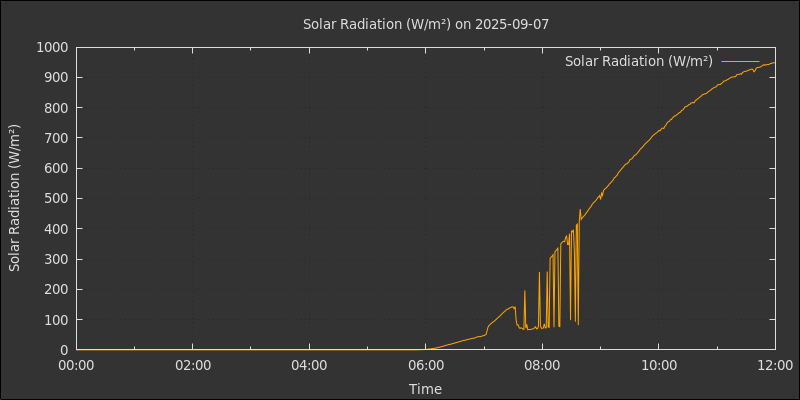 Solar Radiation (W/m²) on 2025-09-07
Solar Radiation (W/m²)
1000
900
800
700
600
500
400
300
200
100
0
Solar Radiation (W/m²)
00:00 02:00 04:00 06:00 08:00 10:00 12:00
Time